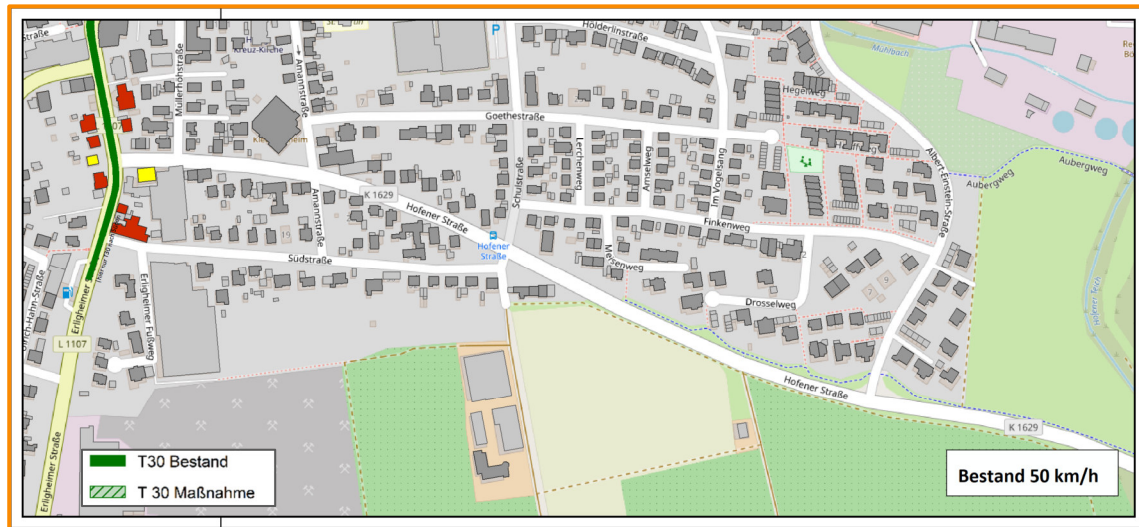 Hölderlinstraße
P
Mühlbach
Kreuz-Kirche
Amannstraße
Hegelweg
Goethestraße
Lerchenweg
Amselweg
Im Vogelsang
Schulstraße
Albert-Einstein-Straße
Aubergweg
Aubergweg
K 1629
Hofener Straße
Finkenweg
Amannstraße
Hofener
Straße
Südstraße
Meisenweg
Drosselweg
Erligheimer Fußweg
Erligheimer Straße
L 1107
Hofener Straße
K 1629
Erligheimer Straße
T30 Bestand
T 30 Maßnahme
Bestand 50 km/h